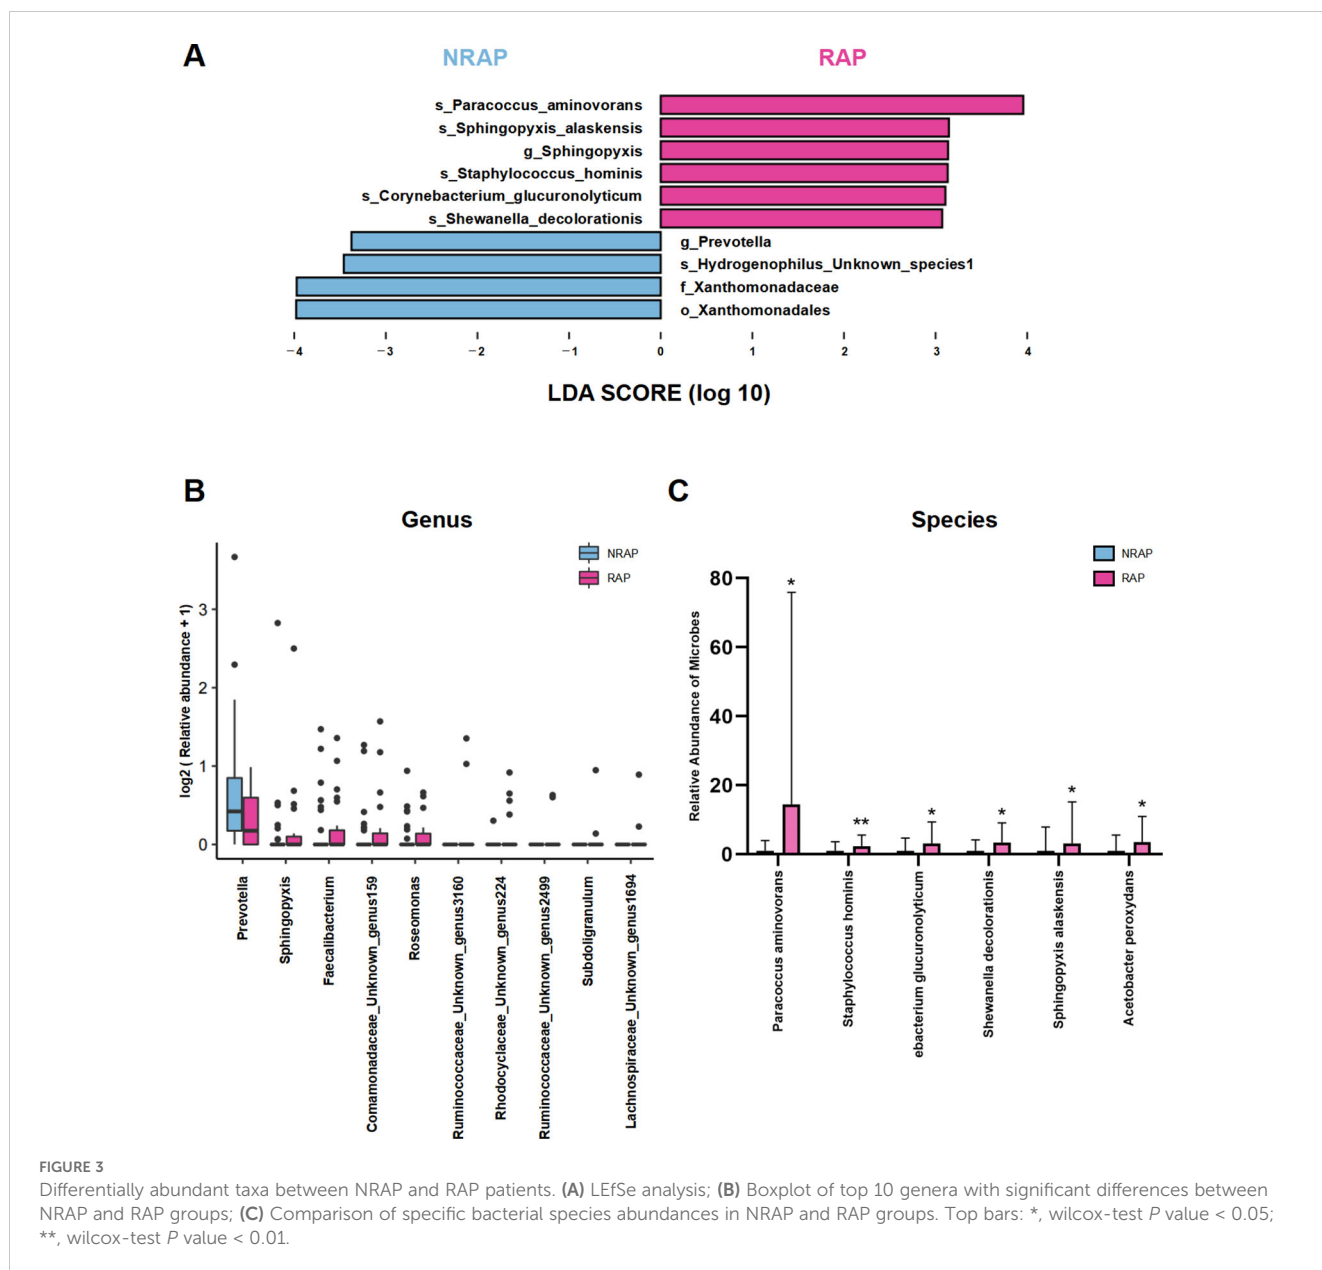 A
NRAP
RAP
s_Paracoccus_aminovorans
s_Sphingopyxis_alaskensis
g_Sphingopyxis
s_Staphylococcus_hominis
s_Corynebacterium_glucuronolyticum
s_Shewanella_decolorationis
g_Prevotella
s_Hydrogenophilus_Unknown_species1
f_Xanthomonadaceae
o_Xanthomonadales
−4 −3 −2 −1 0 1 2 3 4
LDA SCORE (log 10)
B
Genus
NRAP
RAP
log2 ( Relative abundance + 1)
3
2
1
0
Prevotella
Sphingopyxis
Faecalibacterium
Comamonadaceae_Unknown_genus159
Roseomonas
Ruminococcaceae_Unknown_genus3160
Rhodocyclaceae_Unknown_genus224
Ruminococcaceae_Unknown_genus2499
Subdoligranulum
Lachnospiraceae_Unknown_genus1694
C
Species
NRAP
RAP
Relative Abundance of Microbes
80
60
40
20
0
* ** * * * *
Paracoccus aminovorans
Staphylococcus hominis
ebacterium glucuronolyticum
Shewanella decolorationis
Sphingopyxis alaskensis
Acetobacter peroxydans
FIGURE 3
Differentially abundant taxa between NRAP and RAP patients. (A) LEfSe analysis; (B) Boxplot of top 10 genera with significant differences between
NRAP and RAP groups; (C) Comparison of specific bacterial species abundances in NRAP and RAP groups. Top bars: *, wilcox-test P value < 0.05;
**, wilcox-test P value < 0.01.